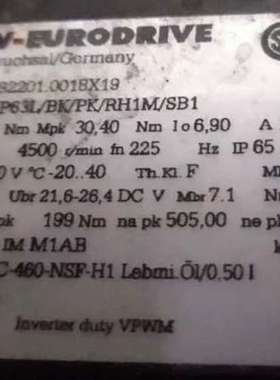 -EURODRIVE
uchsal/Germany
2201.0018X19
P63L/BK/PK/RH1M/SB1
Nm Mpk 30,40 Nm Io 6,90 A
4500 r/min fn 225 Hz IP 65
V °C -20..40 Th.Kl. F
Ubr 21,6-26,4 DC V Mbr 7.1
pk 199 Nm na pk 505,00
IM M1AB
C-460-NSF-H1 Lebmi.Öl/0.50 l
Inverter duty VPWM